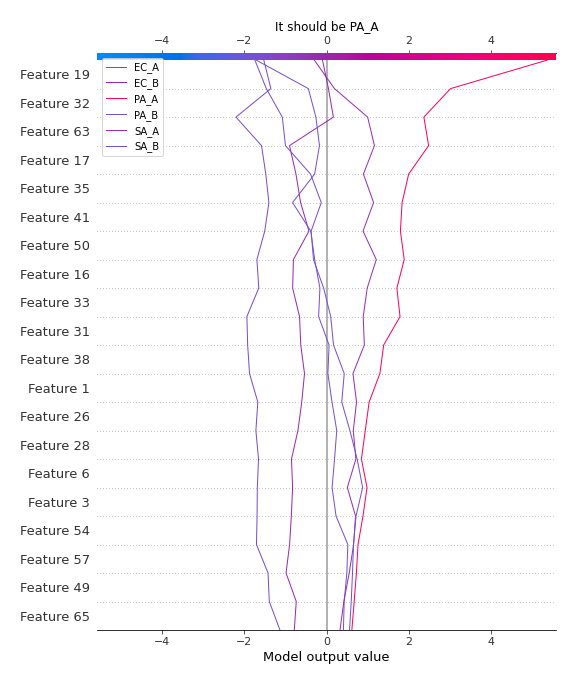 It should be PA_A
−4 −2 0 2 4
EC_A
EC_B
PA_A
PA_B
SA_A
SA_B
Feature 19
Feature 32
Feature 63
Feature 17
Feature 35
Feature 41
Feature 50
Feature 16
Feature 33
Feature 31
Feature 38
Feature 1
Feature 26
Feature 28
Feature 6
Feature 3
Feature 54
Feature 57
Feature 49
Feature 65
−4 −2 0 2 4
Model output value